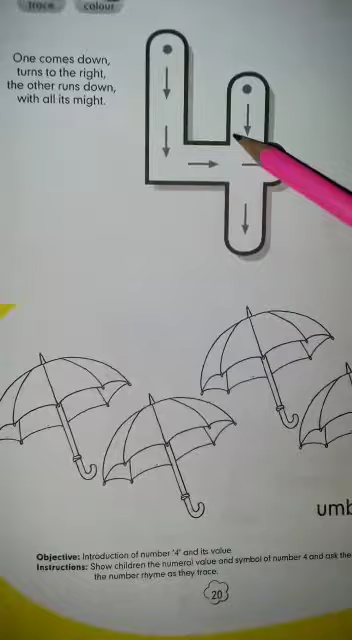 trace colour
One comes down,
turns to the right,
the other runs down,
with all its might.
4
umb
Objective: Introduction of number '4' and its value
Instructions: Show children the numeral value and symbol of number 4 and ask the
the number rhyme as they trace.
20